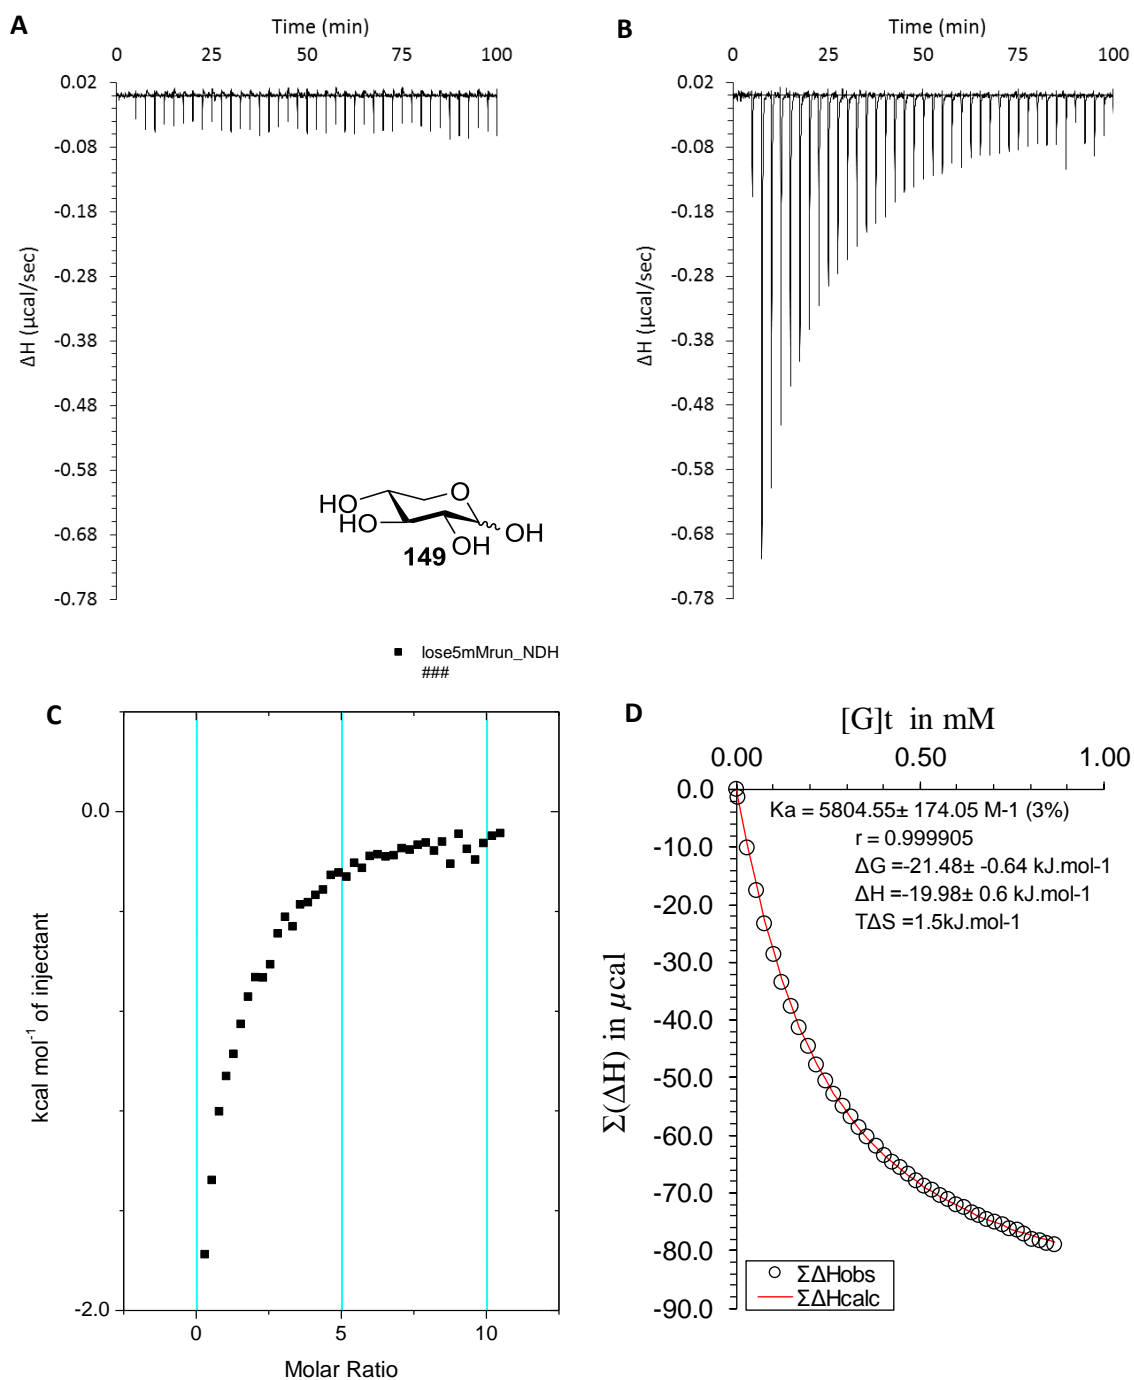 A
Time (min)
0 25 50 75 100
0.02
-0.08
-0.18
-0.28
-0.38
-0.48
-0.58
-0.68
-0.78
ΔH (µcal/sec)
HO
HO
O
OH
OH
149
B
Time (min)
0 25 50 75 100
0.02
-0.08
-0.18
-0.28
-0.38
-0.48
-0.58
-0.68
-0.78
ΔH (µcal/sec)
lose5mMrun_NDH
###
C
0.0
-2.0
kcal mol⁻¹ of injectant
0 5 10
Molar Ratio
D
[G]t in mM
0.00 0.50 1.00
0.0
-10.0
-20.0
-30.0
-40.0
-50.0
-60.0
-70.0
-80.0
-90.0
Σ(ΔH) in µcal
Ka = 5804.55± 174.05 M-1 (3%)
r = 0.999905
ΔG =-21.48± -0.64 kJ.mol-1
ΔH =-19.98± 0.6 kJ.mol-1
TΔS =1.5kJ.mol-1
ΣΔHobs
ΣΔHcalc